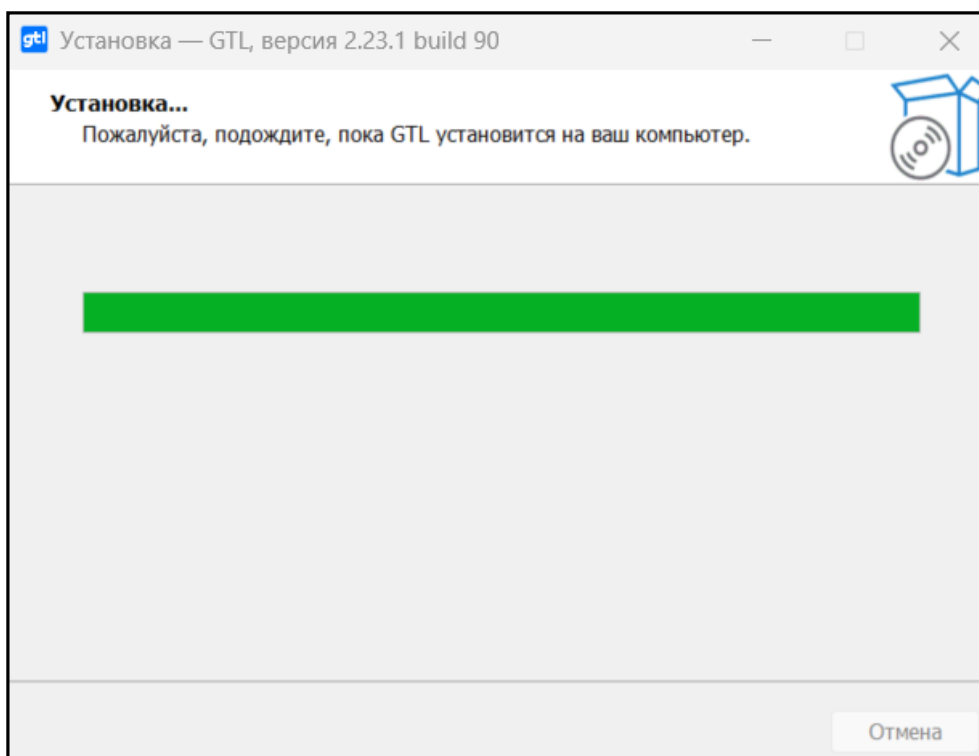 gtl Установка — GTL, версия 2.23.1 build 90
Установка...
Пожалуйста, подождите, пока GTL установится на ваш компьютер.
Отмена